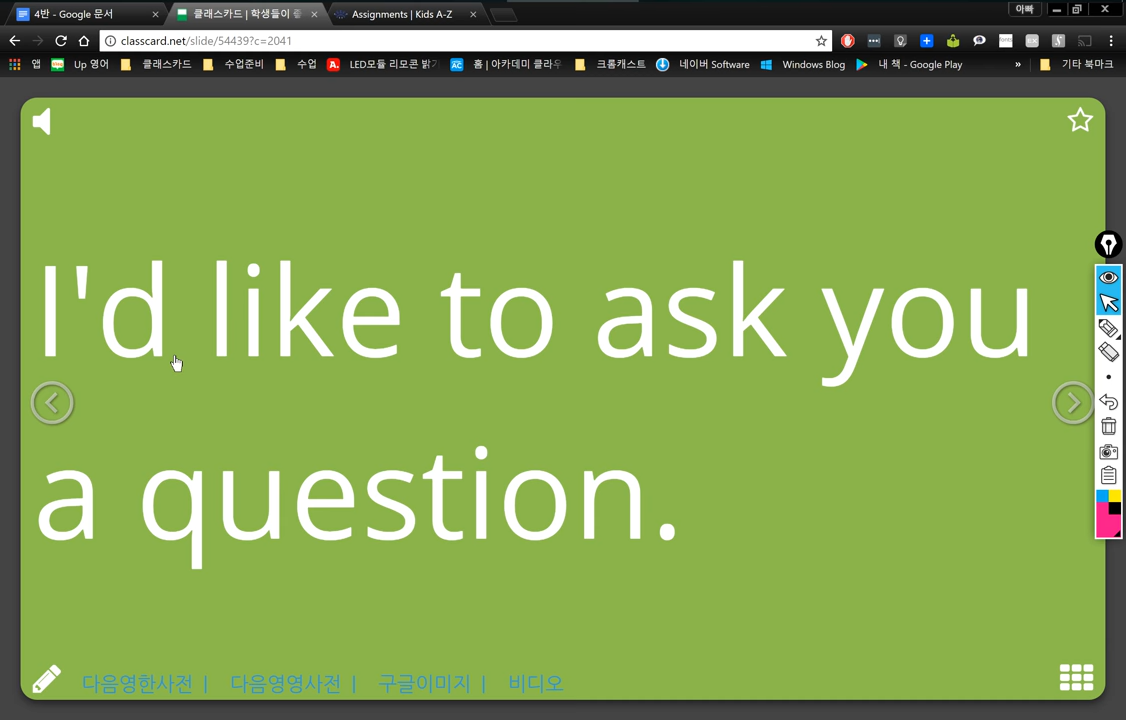 4반 - Google 문서
클래스카드 | 학생들이 좋
Assignments | Kids A-Z
아빠
classcard.net/slide/54439?c=2041
앱 Up 영어 클래스카드 수업준비 수업 LED모듈 리모콘 밝기 홈 | 아카데미 클라우 크롬캐스트 네이버 Software Windows Blog 내 책 - Google Play » 기타 북마크
I'd like to ask you
a question.
다음영한사전 | 다음영영사전 | 구글이미지 | 비디오